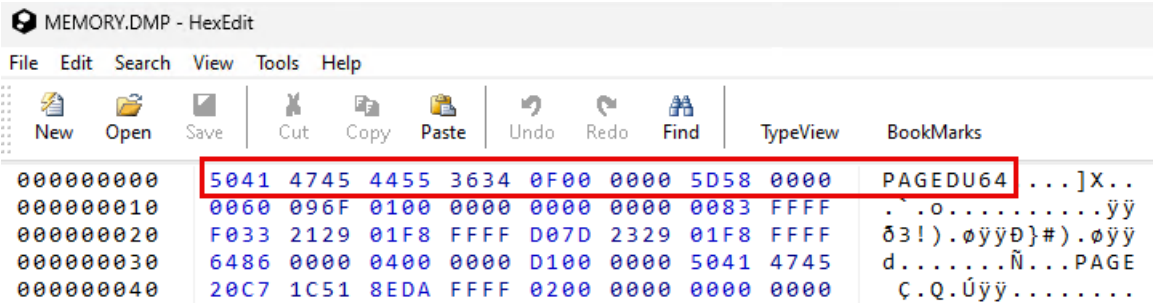 MEMORY.DMP - HexEdit
File Edit Search View Tools Help
New Open Save Cut Copy Paste Undo Redo Find TypeView BookMarks
000000000 5041 4745 4455 3634 0F00 0000 5D58 0000 PAGEDU64....]X..
000000010 0060 096F 0100 0000 0000 0000 0083 FFFF .`.o..........ÿÿ
000000020 F033 2129 01F8 FFFF D07D 2329 01F8 FFFF ð3!).øÿÿÐ}#).øÿÿ
000000030 6486 0000 0400 0000 D100 0000 5041 4745 d.......Ñ...PAGE
000000040 20C7 1C51 8EDA FFFF 0200 0000 0000 0000 Ç.Q.Úÿÿ........